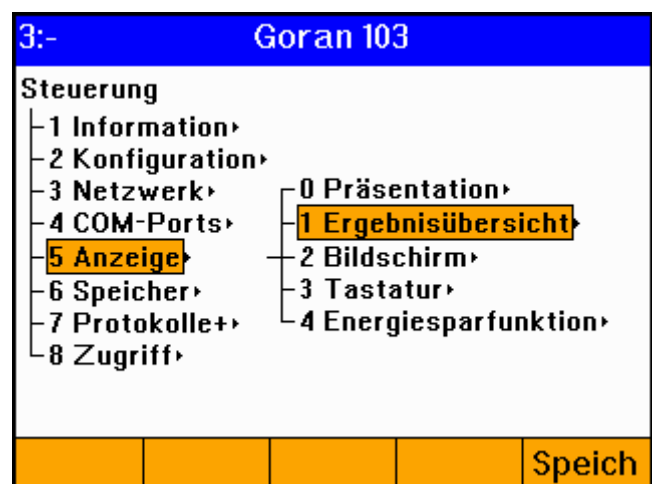 3:- Goran 103
Steuerung
1 Information
2 Konfiguration
3 Netzwerk
4 COM-Ports
5 Anzeige
6 Speicher
7 Protokolle+
8 Zugriff
0 Präsentation
1 Ergebnisübersicht
2 Bildschirm
3 Tastatur
4 Energiesparfunktion
Speich